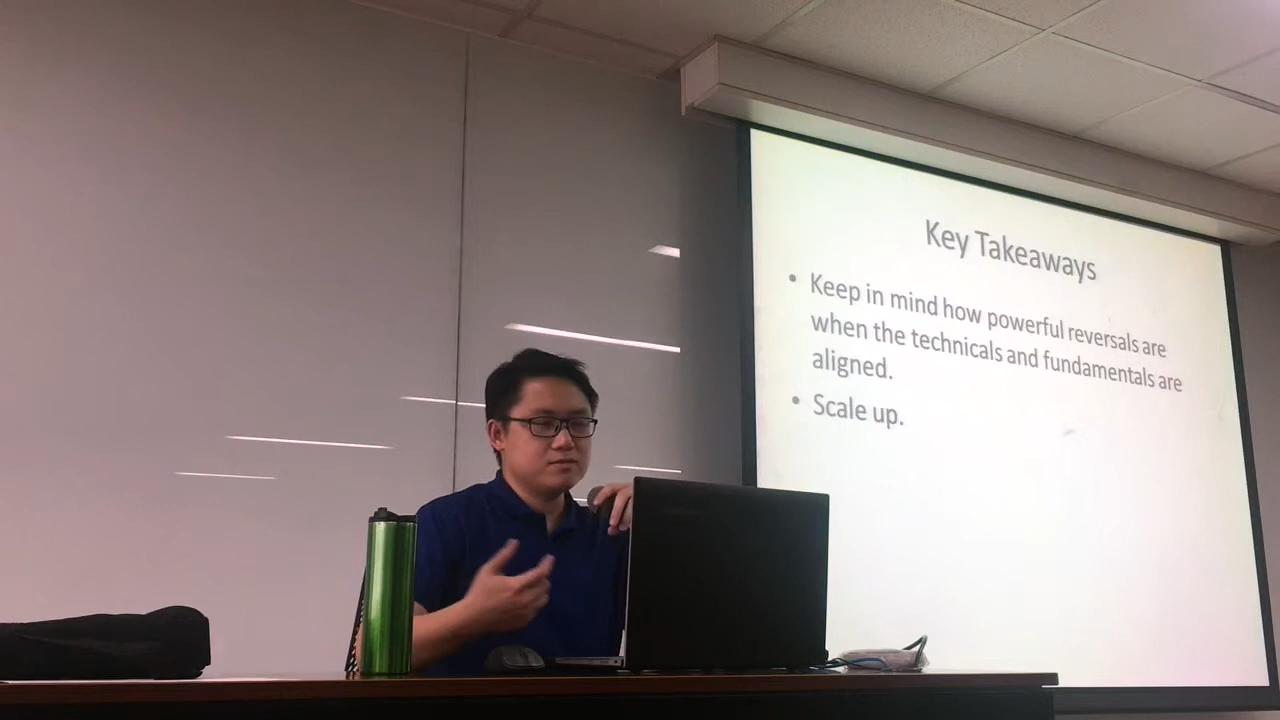 Key Takeaways
• Keep in mind how powerful reversals are
when the technicals and fundamentals are
aligned.
• Scale up.